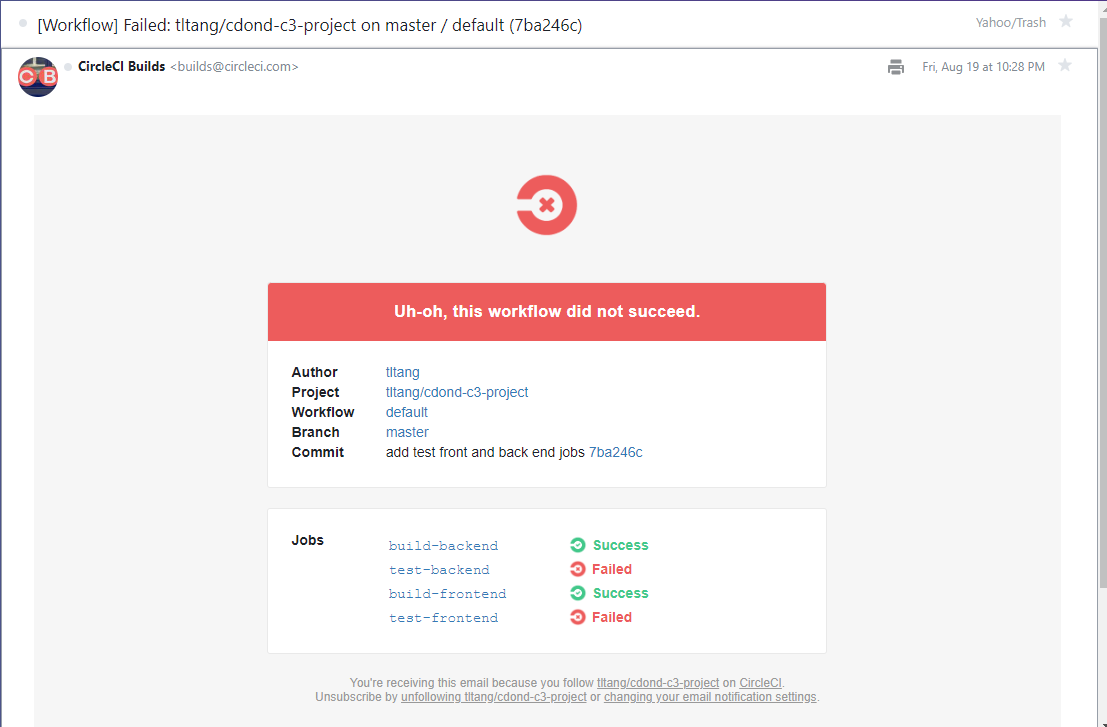 [Workflow] Failed: tltang/cdond-c3-project on master / default (7ba246c)
Yahoo/Trash
CB
CircleCI Builds <builds@circleci.com>
Fri, Aug 19 at 10:28 PM
Uh-oh, this workflow did not succeed.
Author tltang
Project tltang/cdond-c3-project
Workflow default
Branch master
Commit add test front and back end jobs 7ba246c
Jobs
build-backend Success
test-backend Failed
build-frontend Success
test-frontend Failed
You're receiving this email because you follow tltang/cdond-c3-project on CircleCI.
Unsubscribe by unfollowing tltang/cdond-c3-project or changing your email notification settings.